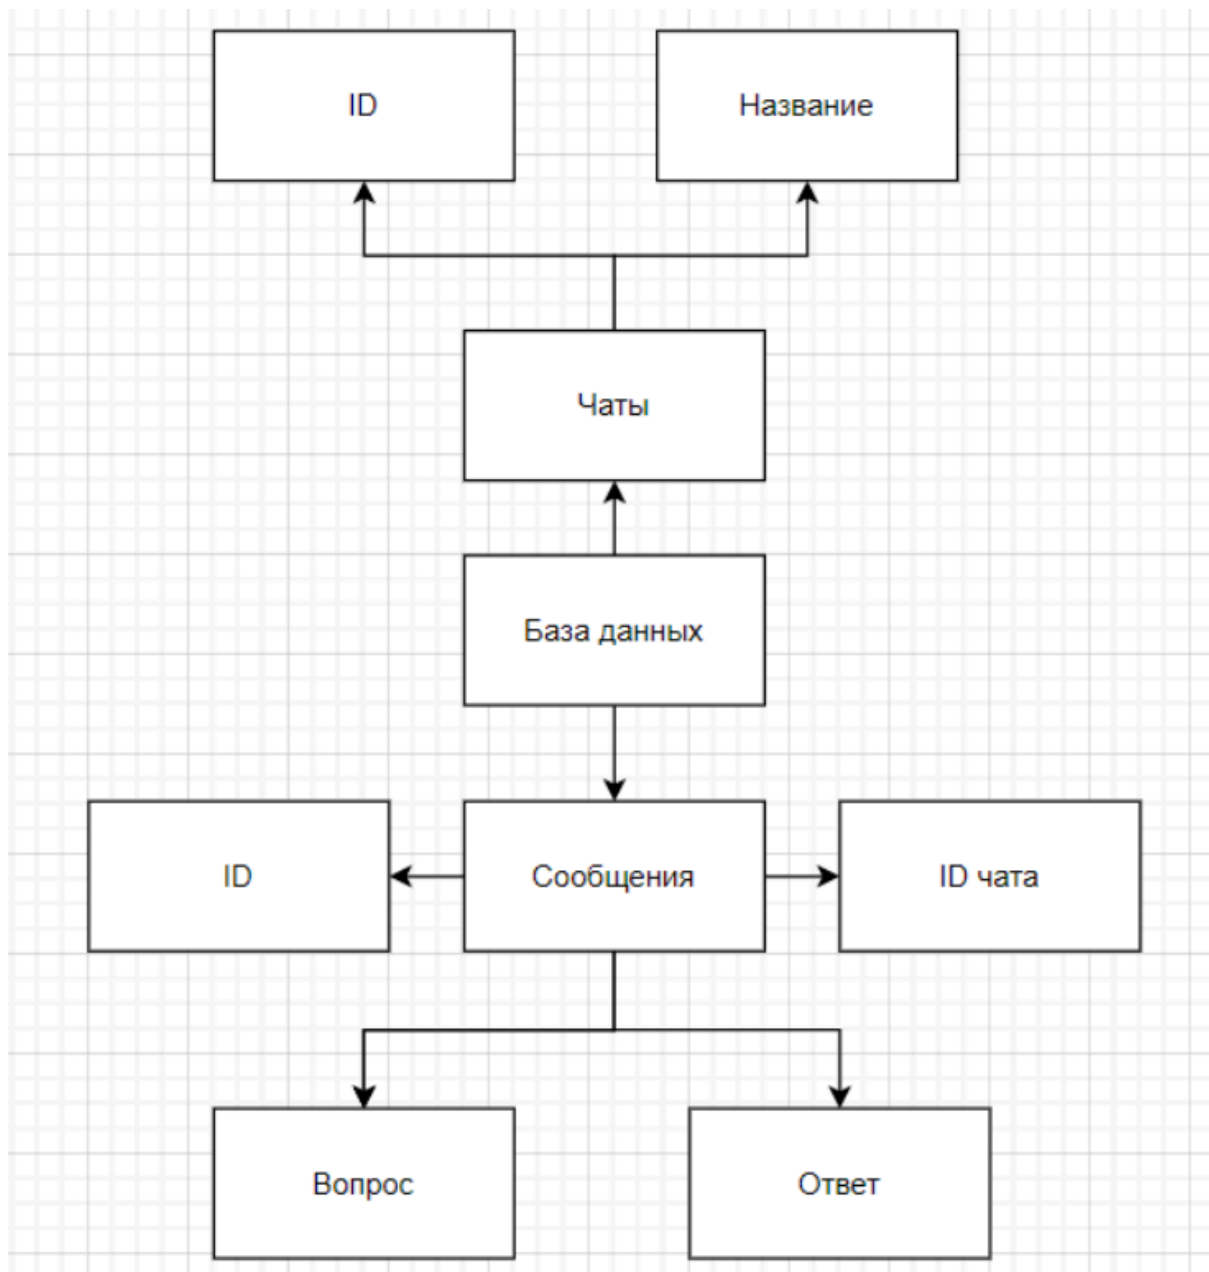 ID
Название
Чаты
База данных
ID
Сообщения
ID чата
Вопрос
Ответ